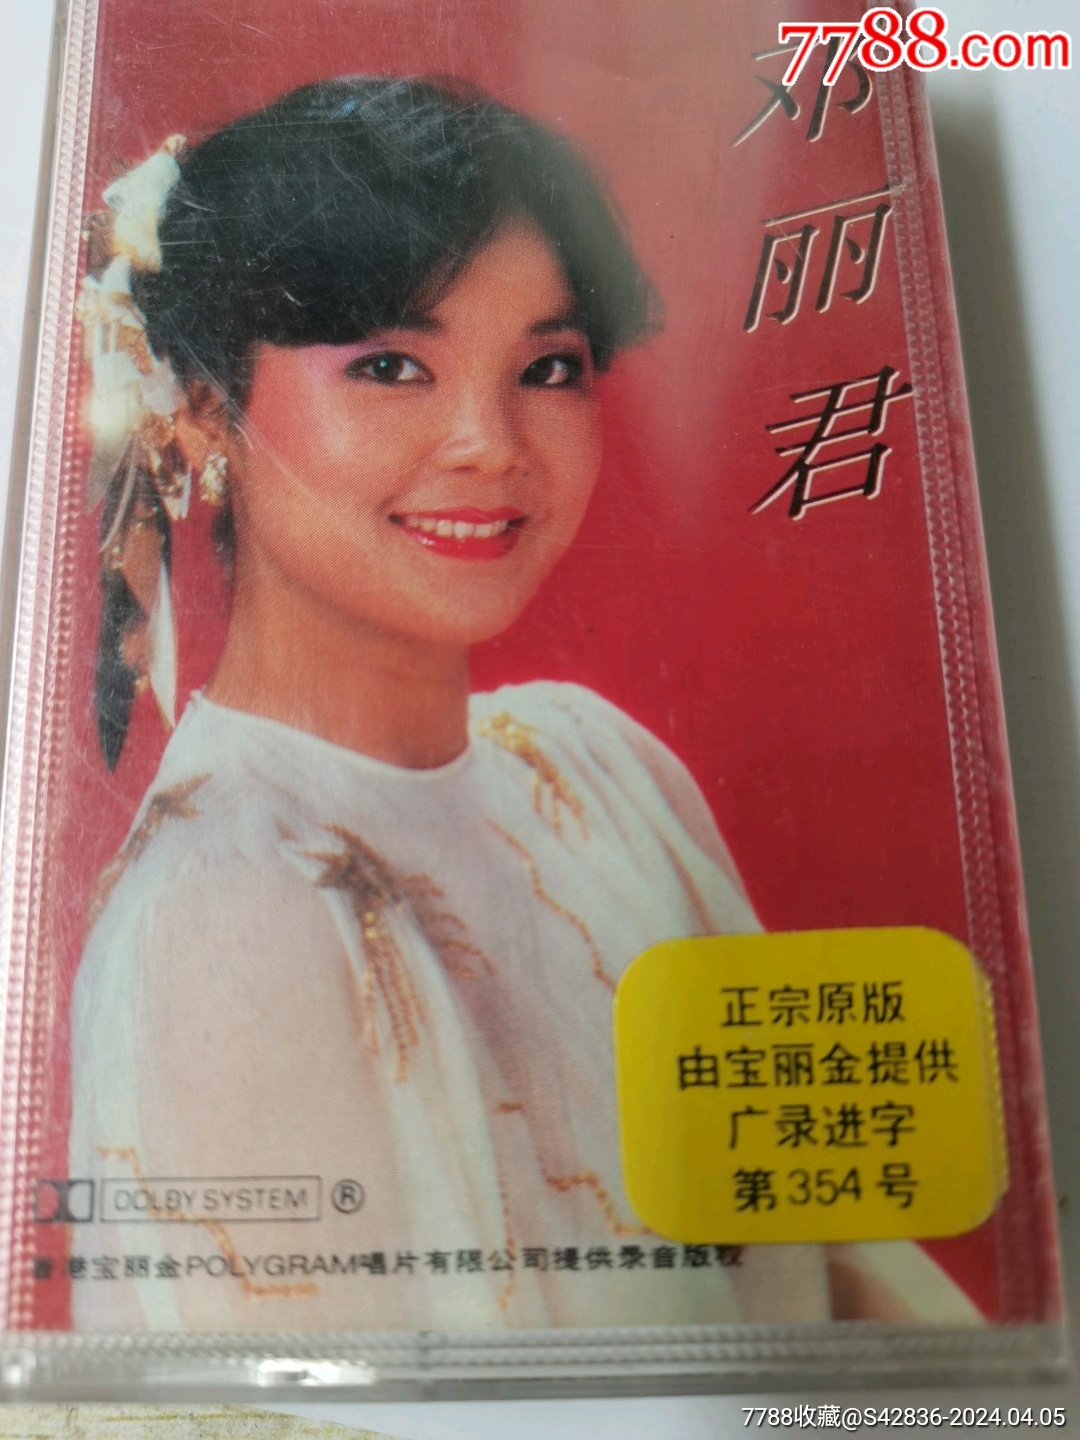 7788.com
邓丽君
正宗原版
由宝丽金提供
广录进字
第354号
DOLBY SYSTEM ®
香港宝丽金POLYGRAM唱片有限公司提供录音版权
7788收藏@S42836-2024.04.05